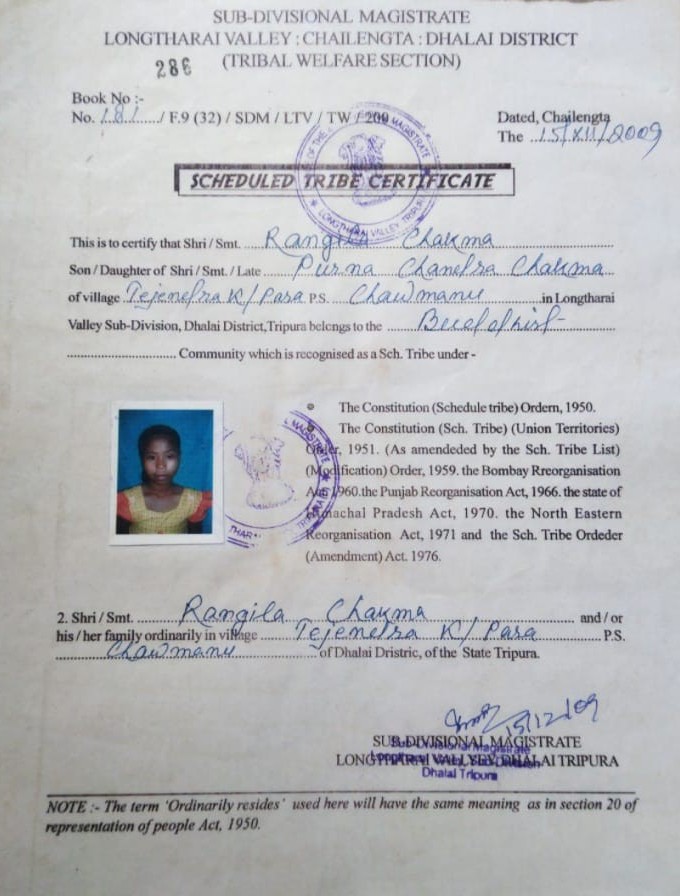 SUB-DIVISIONAL MAGISTRATE
LONGTHARAI VALLEY : CHAILENGTA : DHALAI DISTRICT
(TRIBAL WELFARE SECTION)
286
Book No :-
No. 181 / F.9 (32) / SDM / LTV / TW / 200
Dated, Chailengta
The 15/XII/2009
SCHEDULED TRIBE CERTIFICATE
This is to certify that Shri / Smt. Rangila Chakma
Son / Daughter of Shri / Smt. / Late Purna Chandra Chakma
of village Tejendra K/Para P.S. Chawmanu in Longtharai
Valley Sub-Division, Dhalai District, Tripura belongs to the Buddhist
Community which is recognised as a Sch. Tribe under -
The Constitution (Schedule tribe) Ordern, 1950.
The Constitution (Sch. Tribe) (Union Territories)
Order, 1951. (As amendeded by the Sch. Tribe List)
(Modification) Order, 1959. the Bombay Rreorganisation
Act, 1960.the Punjab Reorganisation Act, 1966. the state of
Himachal Pradesh Act, 1970. the North Eastern
Reorganisation Act, 1971 and the Sch. Tribe Ordeder
(Amendment) Act. 1976.
2. Shri / Smt. Rangila Chakma and / or
his / her family ordinarily in village Tejendra K/Para P.S.
Chawmanu of Dhalai Dristric, of the State Tripura.
15/12/09
SUB-DIVISIONAL MAGISTRATE
LONGTHARAI VALLYEY, DHALAI TRIPURA
Sub-Divisional Magistrate
Dhalai Tripura
NOTE :- The term 'Ordinarily resides' used here will have the same meaning as in section 20 of
representation of people Act, 1950.